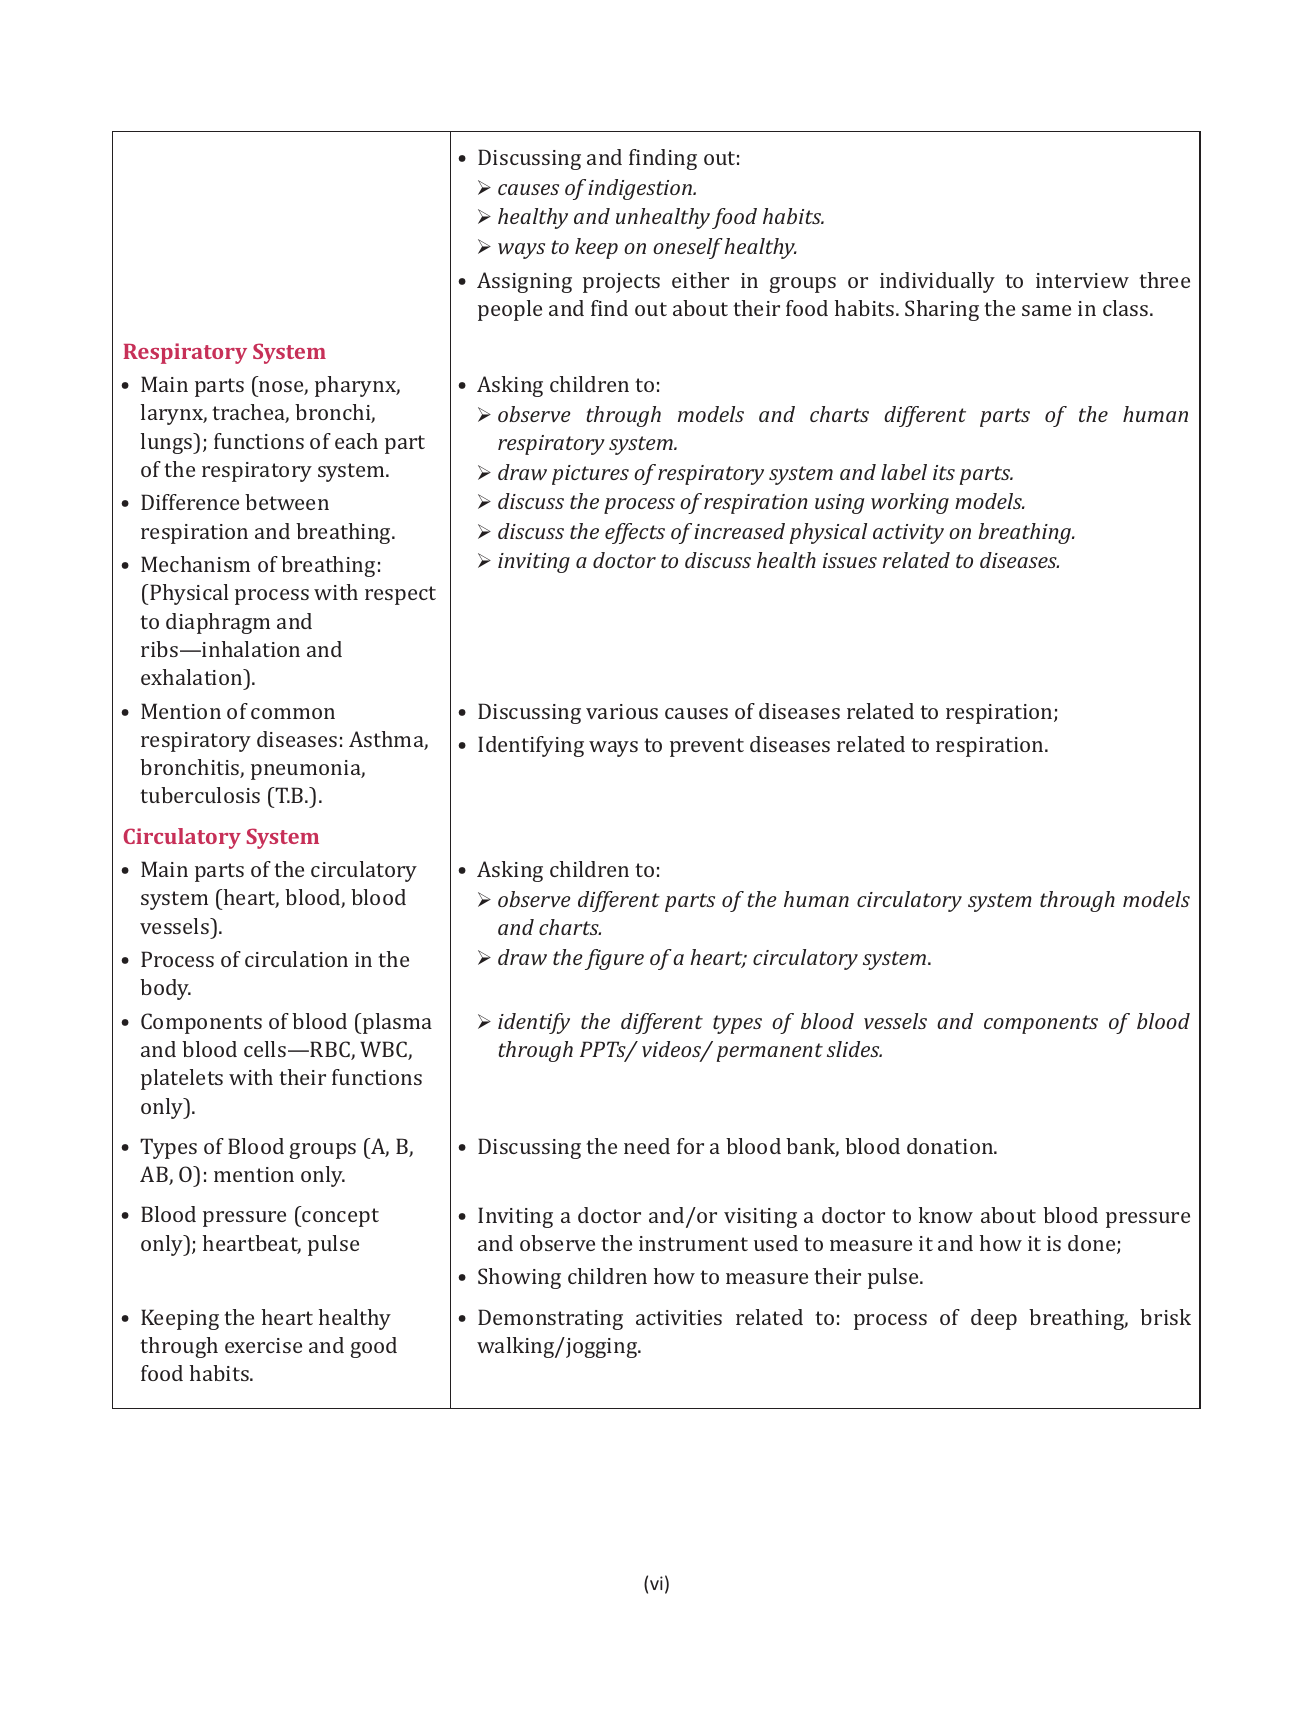 • Discussing and finding out:
➢ causes of indigestion.
➢ healthy and unhealthy food habits.
➢ ways to keep on oneself healthy.
• Assigning projects either in groups or individually to interview three
people and find out about their food habits. Sharing the same in class.
Respiratory System
• Main parts (nose, pharynx,
larynx, trachea, bronchi,
lungs); functions of each part
of the respiratory system.
• Difference between
respiration and breathing.
• Mechanism of breathing:
(Physical process with respect
to diaphragm and
ribs—inhalation and
exhalation).
• Asking children to:
➢ observe through models and charts different parts of the human
respiratory system.
➢ draw pictures of respiratory system and label its parts.
➢ discuss the process of respiration using working models.
➢ discuss the effects of increased physical activity on breathing.
➢ inviting a doctor to discuss health issues related to diseases.
• Mention of common
respiratory diseases: Asthma,
bronchitis, pneumonia,
tuberculosis (T.B.).
• Discussing various causes of diseases related to respiration;
• Identifying ways to prevent diseases related to respiration.
Circulatory System
• Main parts of the circulatory
system (heart, blood, blood
vessels).
• Process of circulation in the
body.
• Asking children to:
➢ observe different parts of the human circulatory system through models
and charts.
➢ draw the figure of a heart; circulatory system.
• Components of blood (plasma
and blood cells—RBC, WBC,
platelets with their functions
only).
➢ identify the different types of blood vessels and components of blood
through PPTs/ videos/ permanent slides.
• Types of Blood groups (A, B,
AB, O): mention only.
• Discussing the need for a blood bank, blood donation.
• Blood pressure (concept
only); heartbeat, pulse
• Inviting a doctor and/or visiting a doctor to know about blood pressure
and observe the instrument used to measure it and how it is done;
• Showing children how to measure their pulse.
• Keeping the heart healthy
through exercise and good
food habits.
• Demonstrating activities related to: process of deep breathing, brisk
walking/jogging.
(vi)